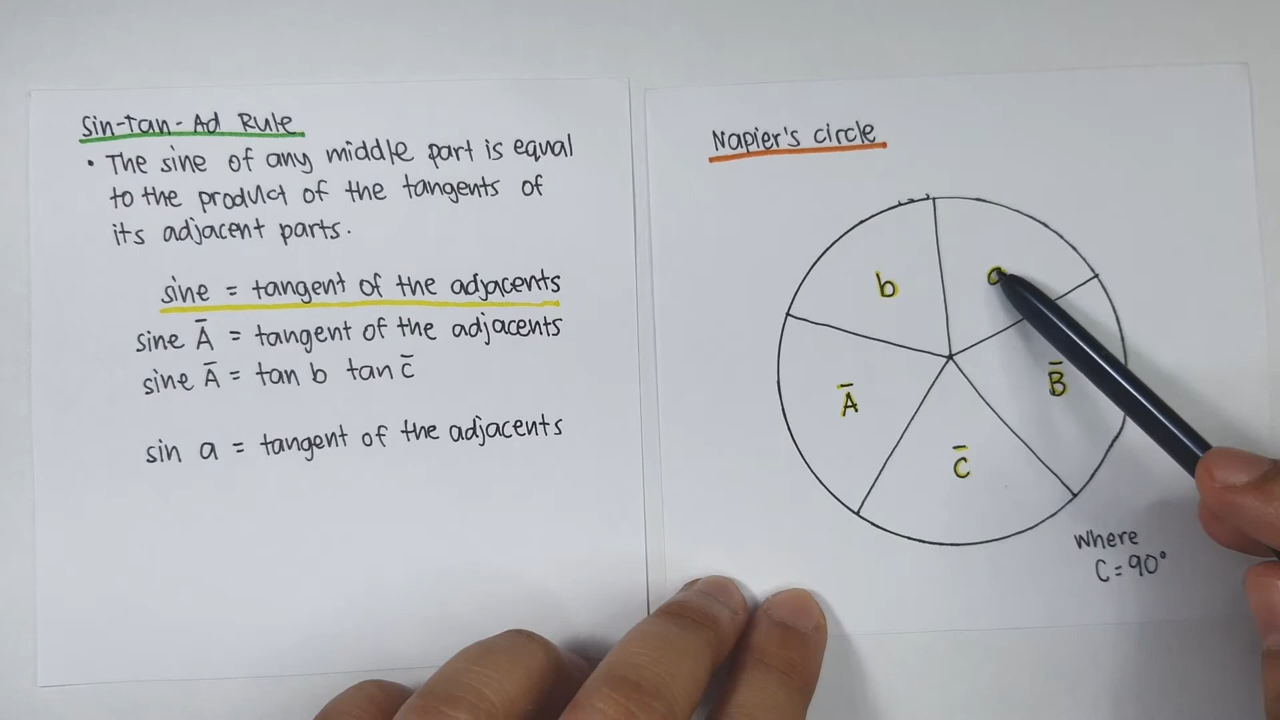 Sin-Tan-Ad Rule
• The sine of any middle part is equal
to the product of the tangents of
its adjacent parts.
sine = tangent of the adjacents
sine Ā = tangent of the adjacents
sine Ā = tan b tan c̄
sin a = tangent of the adjacents
Napier's circle
b
a
Ā
B̄
c̄
Where
C = 90°